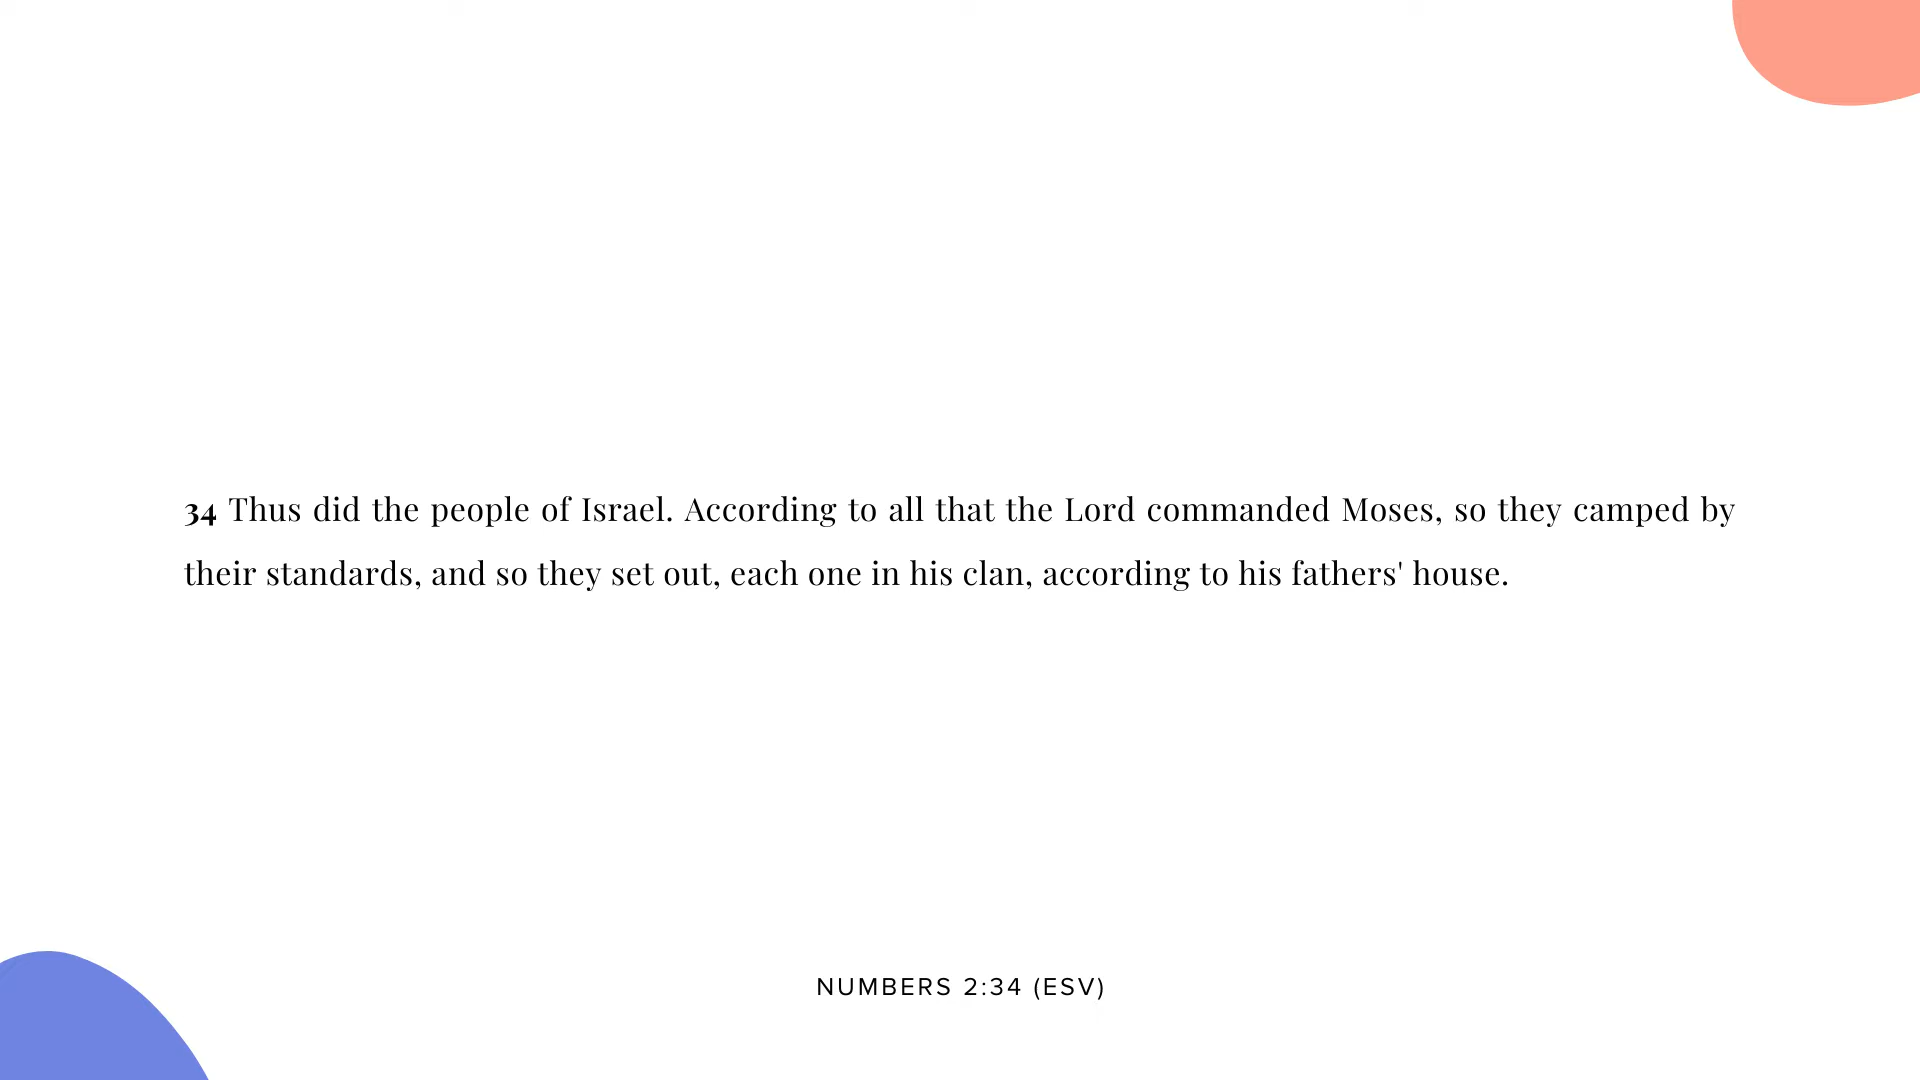 34 Thus did the people of Israel. According to all that the Lord commanded Moses, so they camped by
their standards, and so they set out, each one in his clan, according to his fathers' house.
NUMBERS 2:34 (ESV)